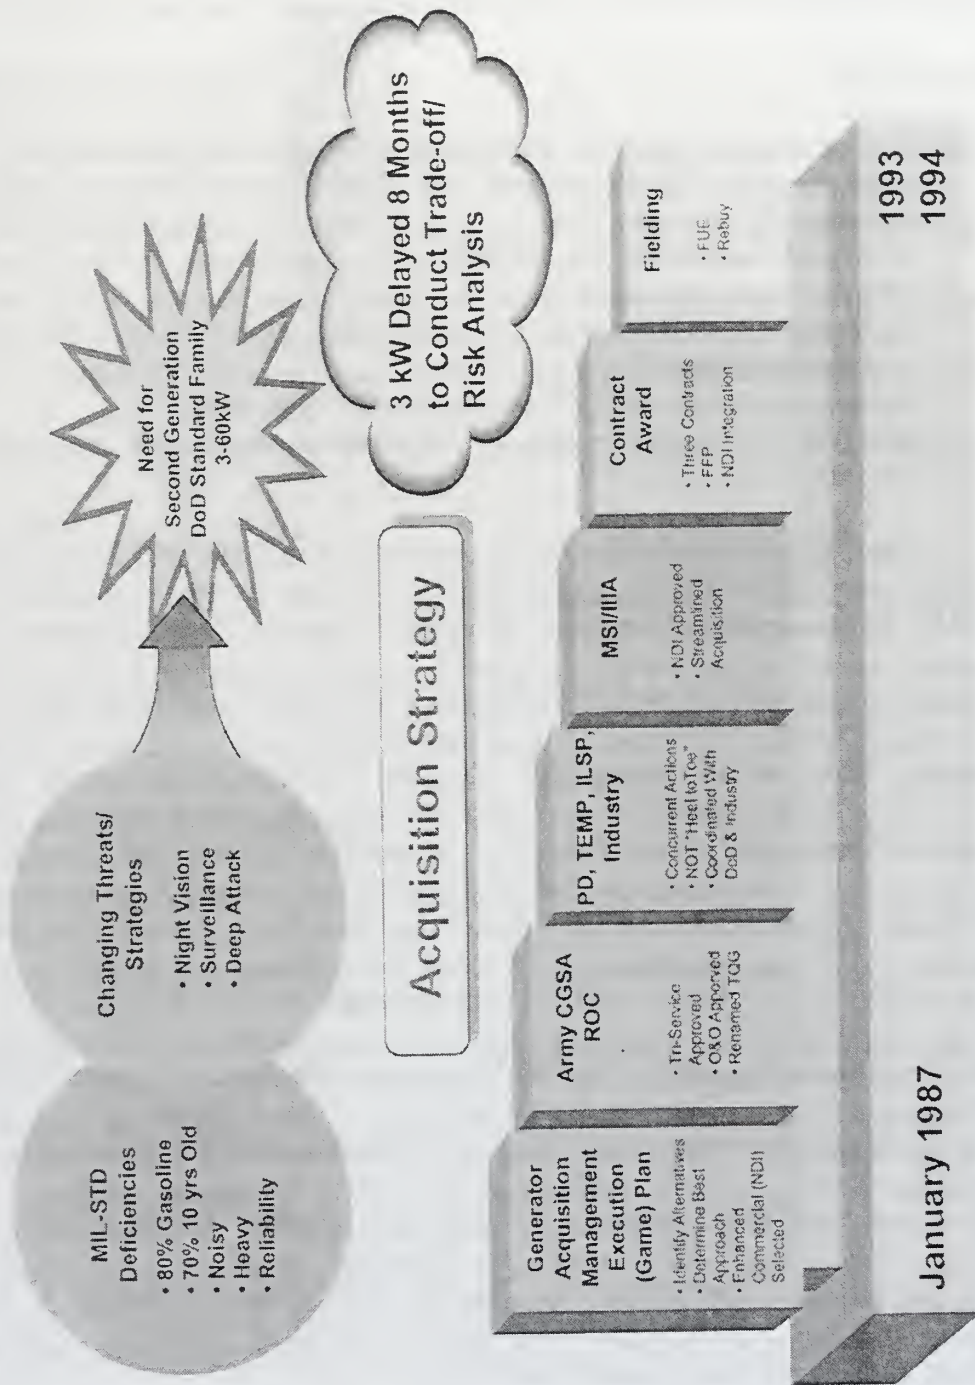 MIL-STD
Deficiencies
• 80% Gasoline
• 70% 10 yrs Old
• Noisy
• Heavy
• Reliability
Changing Threats/
Strategies
• Night Vision
• Surveillance
• Deep Attack
Need for
Second Generation
DoD Standard Family
3-60kW
Acquisition Strategy
3 kW Delayed 8 Months
to Conduct Trade-off/
Risk Analysis
Generator
Acquisition
Management
Execution
(Game) Plan
• Identify Alternatives
• Determine Best
Approach
• Enhanced
Commercial (NDI)
Selected
Army CGSA
ROC
• Tri-Service
Approved
• O&O Apporved
• Renamed TQG
PD, TEMP, ILSP,
Industry
• Concurrent Actions
• NOT "Heel toToe"
• Coordinated With
DoD & Industry
MSI/IIIA
• NDI Approved
• Streamlined
Acquisition
Contract
Award
• Three Contracts
• FFP
• NDI Integration
Fielding
• FUE
• Rebuy
January 1987
1993
1994